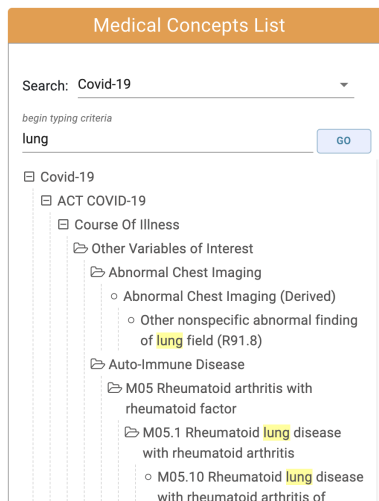 Medical Concepts List
Search: Covid-19
begin typing criteria
lung
GO
Covid-19
ACT COVID-19
Course Of Illness
Other Variables of Interest
Abnormal Chest Imaging
Abnormal Chest Imaging (Derived)
Other nonspecific abnormal finding
of lung field (R91.8)
Auto-Immune Disease
M05 Rheumatoid arthritis with
rheumatoid factor
M05.1 Rheumatoid lung disease
with rheumatoid arthritis
M05.10 Rheumatoid lung disease
with rheumatoid arthritis of